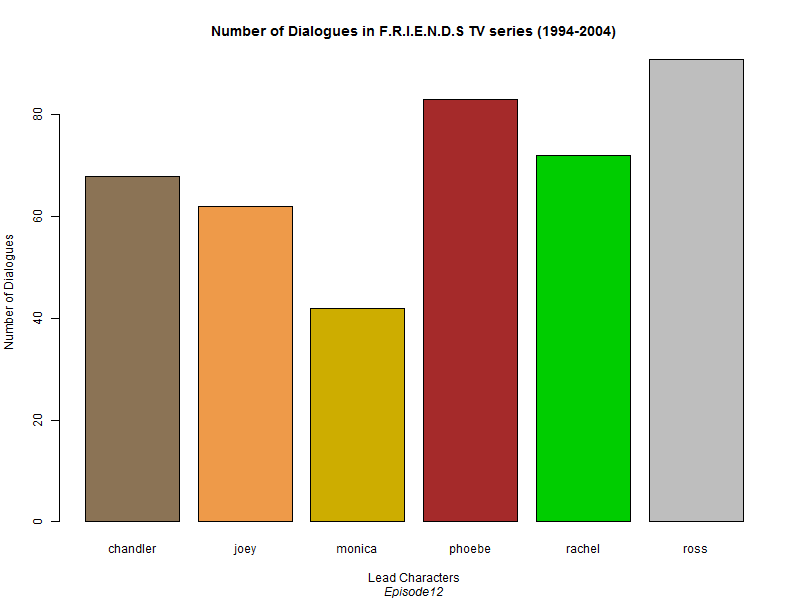 Number of Dialogues in F.R.I.E.N.D.S TV series (1994-2004)
Number of Dialogues
80
60
40
20
0
chandler joey monica phoebe rachel ross
Lead Characters
Episode12